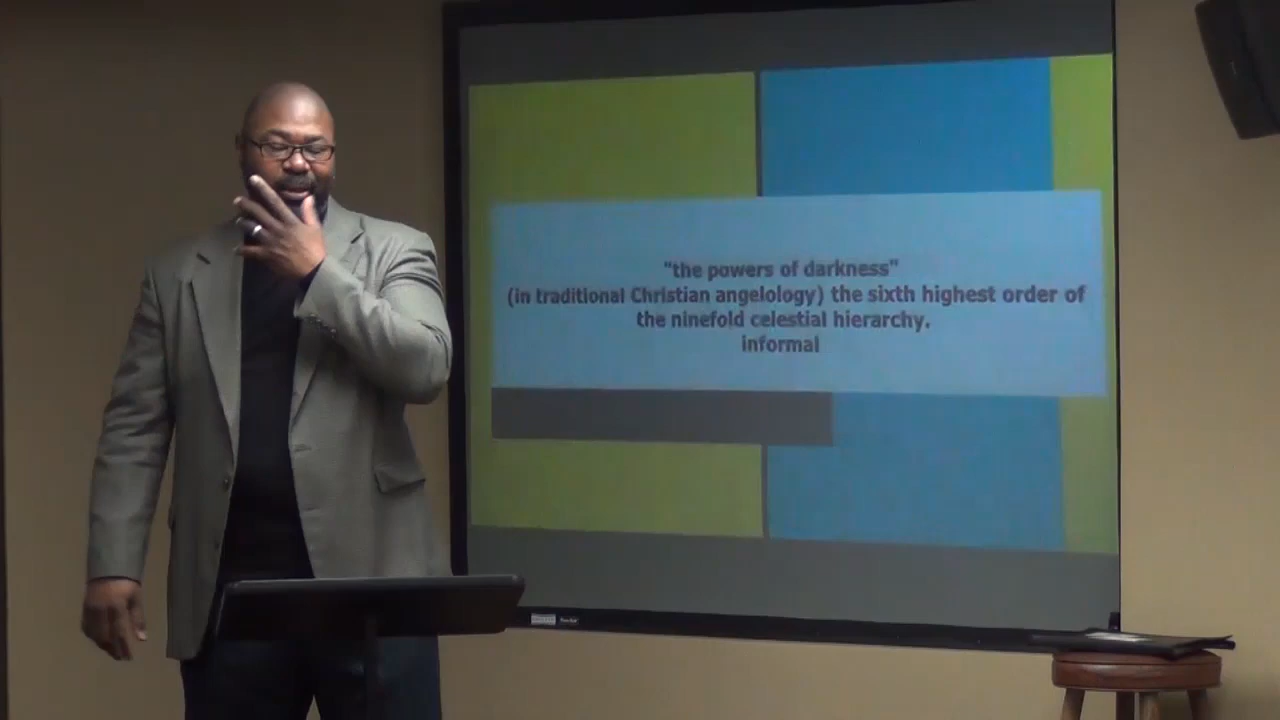 "the powers of darkness"
(in traditional Christian angelology) the sixth highest order of
the ninefold celestial hierarchy.
informal